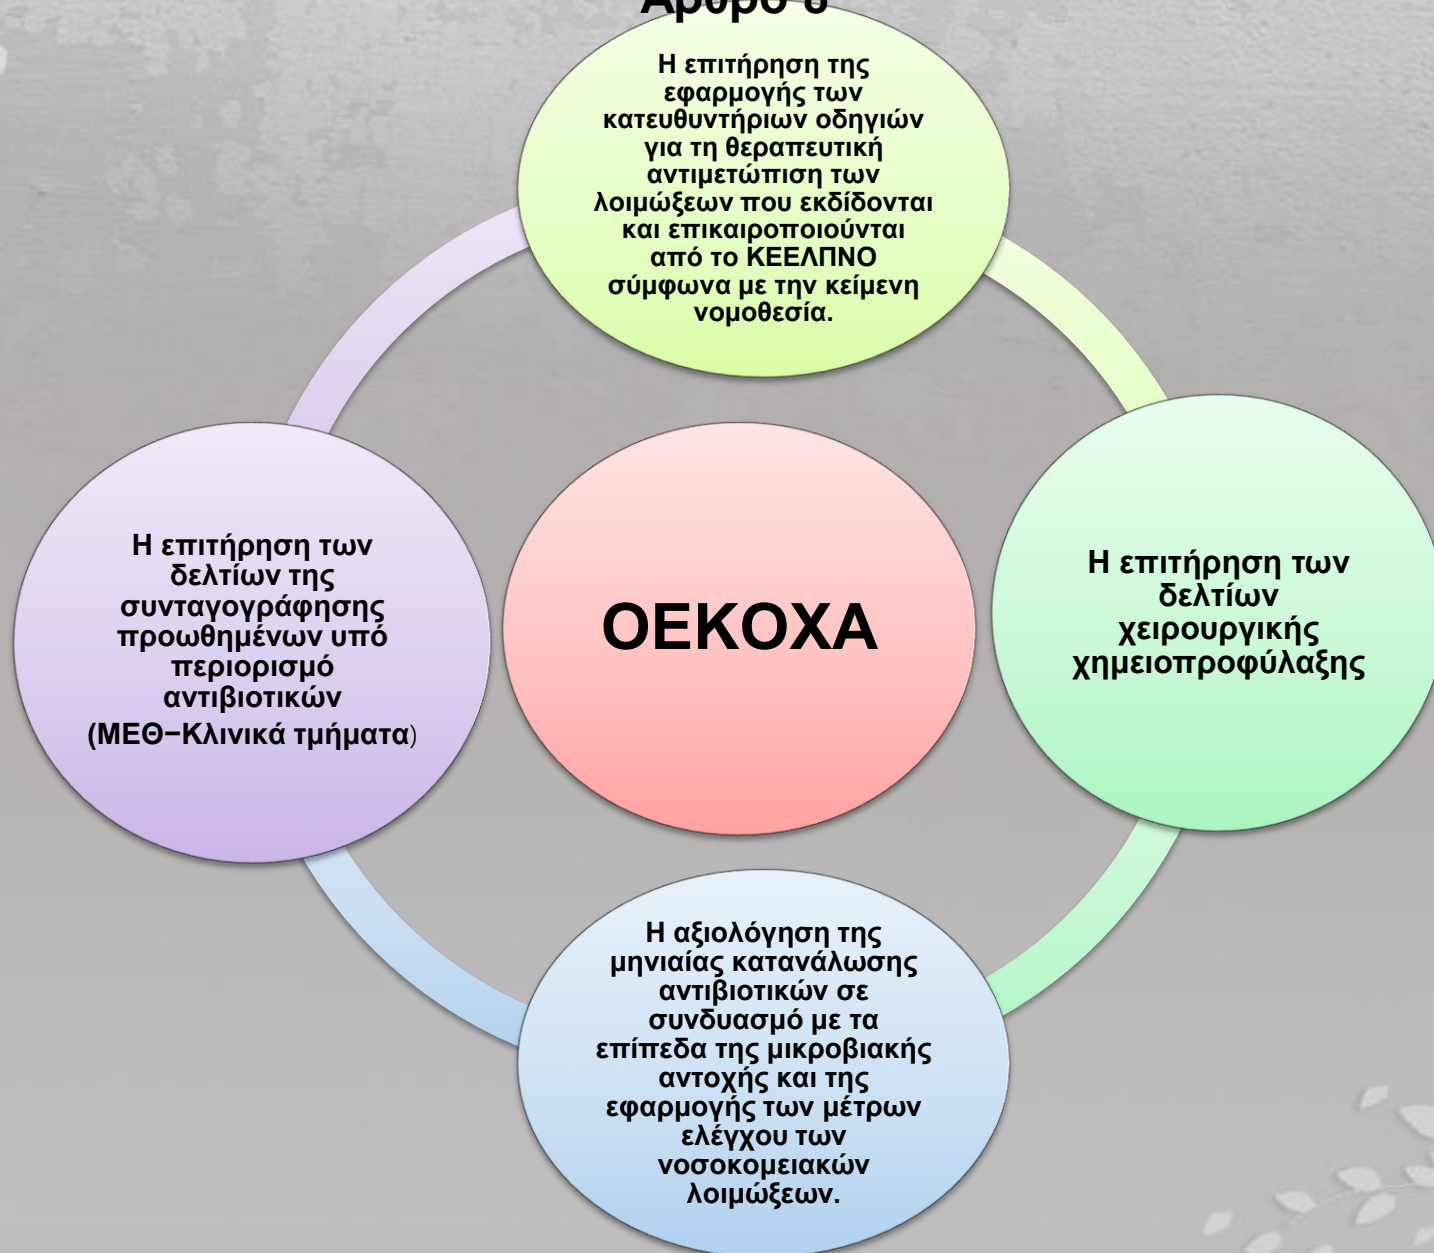 Άρθρο 8
Η επιτήρηση της
εφαρμογής των
κατευθυντήριων οδηγιών
για τη θεραπευτική
αντιμετώπιση των
λοιμώξεων που εκδίδονται
και επικαιροποιούνται
από το ΚΕΕΛΠΝΟ
σύμφωνα με την κείμενη
νομοθεσία.
Η επιτήρηση των
δελτίων της
συνταγογράφησης
προωθημένων υπό
περιορισμό
αντιβιοτικών
(ΜΕΘ–Κλινικά τμήματα)
ΟΕΚΟΧΑ
Η επιτήρηση των
δελτίων
χειρουργικής
χημειοπροφύλαξης
Η αξιολόγηση της
μηνιαίας κατανάλωσης
αντιβιοτικών σε
συνδυασμό με τα
επίπεδα της μικροβιακής
αντοχής και της
εφαρμογής των μέτρων
ελέγχου των
νοσοκομειακών
λοιμώξεων.